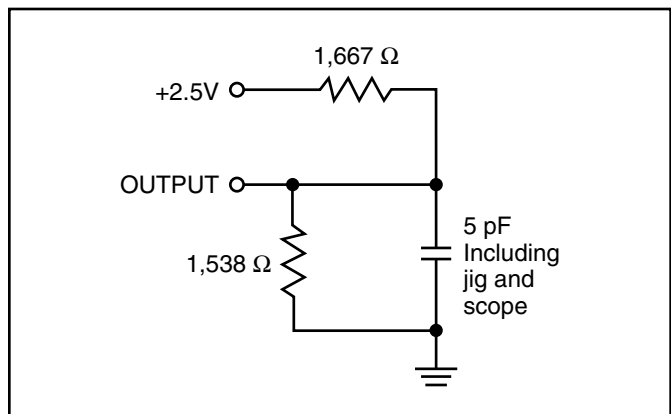 1,667 Ω
+2.5V
OUTPUT
1,538 Ω
5 pF
Including
jig and
scope